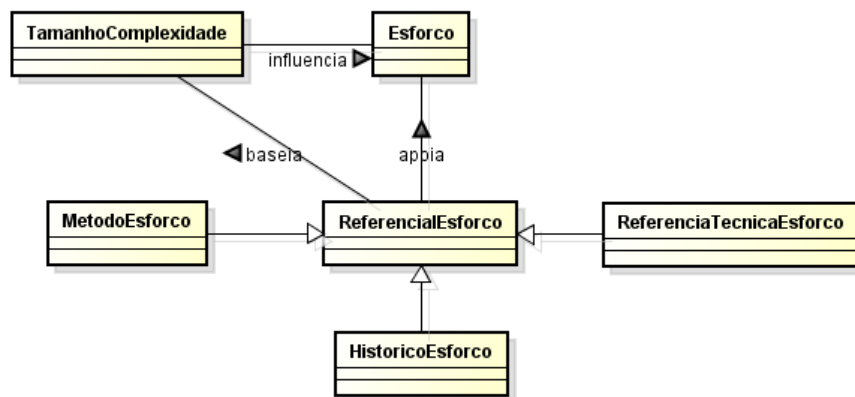 TamanhoComplexidade
Esforco
influencia
baseia
apoia
MetodoEsforco
ReferencialEsforco
ReferenciaTecnicaEsforco
HistoricoEsforco